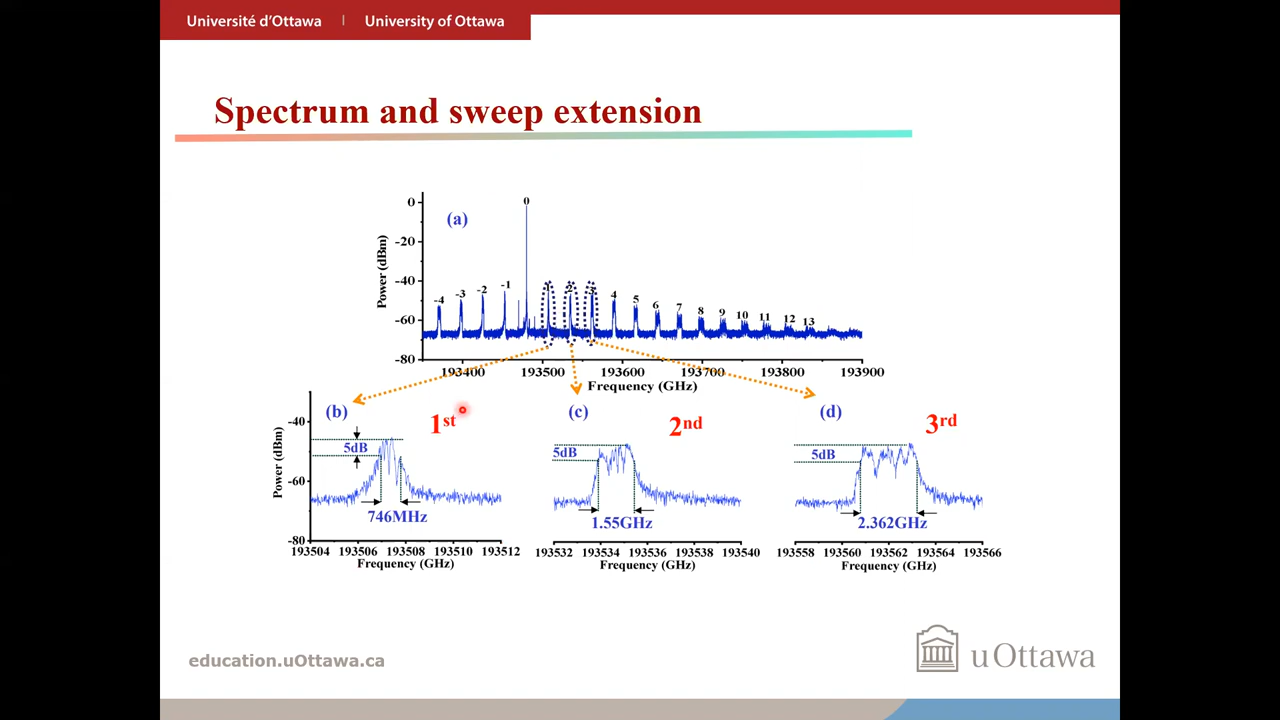 Université d'Ottawa | University of Ottawa
Spectrum and sweep extension
(a)
Power (dBm)
0
-20
-40
-60
-80
-4 -3 -2 -1 0 1 2 3 4 5 6 7 8 9 10 11 12 13
193400 193500 193600 193700 193800 193900
Frequency (GHz)
(b)
1st
Power (dBm)
-40
-60
-80
5dB
746MHz
193504 193506 193508 193510 193512
Frequency (GHz)
(c)
2nd
5dB
1.55GHz
193532 193534 193536 193538 193540
Frequency (GHz)
(d)
3rd
5dB
2.362GHz
193558 193560 193562 193564 193566
Frequency (GHz)
education.uOttawa.ca
uOttawa